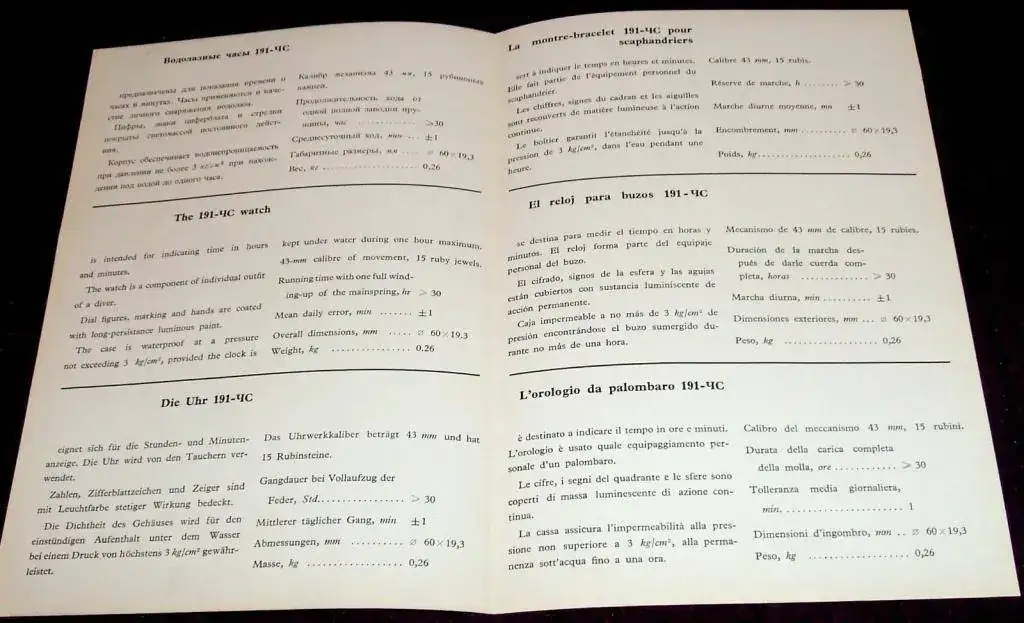 Водолазные часы 191-ЧС
предназначены для показания времени в
часах и минутах. Часы применяются в каче-
стве личного снаряжения водолаза.
Цифры, знаки циферблата и стрелки
покрыты светомассой постоянного дейст-
вия.
Корпус обеспечивает водонепроницаемость
при давлении не более 3 кгс/см² при нахож-
дении под водой до одного часа.
Калибр механизма 43 мм, 15 рубиновых
камней.
Продолжительность хода от
одной полной заводки пру-
жины, час ............ >30
Среднесуточный ход, мин ... ±1
Габаритные размеры, мм .... ⌀ 60×19,3
Вес, кг .................. 0,26
The 191-ЧС watch
is intended for indicating time in hours
and minutes.
The watch is a component of individual outfit
of a diver.
Dial figures, marking and hands are coated
with long-persistance luminous paint.
The case is waterproof at a pressure
not exceeding 3 kg/cm², provided the clock is
kept under water during one hour maximum.
43-mm calibre of movement, 15 ruby jewels.
Running time with one full wind-
ing-up of the mainspring, hr > 30
Mean daily error, min ....... ±1
Overall dimensions, mm ..... ⌀ 60×19.3
Weight, kg ................ 0.26
Die Uhr 191-ЧС
eignet sich für die Stunden- und Minuten-
anzeige. Die Uhr wird von den Tauchern ver-
wendet.
Zahlen, Zifferblattzeichen und Zeiger sind
mit Leuchtfarbe stetiger Wirkung bedeckt.
Die Dichtheit des Gehäuses wird für den
einstündigen Aufenthalt unter dem Wasser
bei einem Druck von höchstens 3 kg/cm² gewähr-
leistet.
Das Uhrwerkkaliber beträgt 43 mm und hat
15 Rubinsteine.
Gangdauer bei Vollaufzug der
Feder, Std.................. > 30
Mittlerer täglicher Gang, min ±1
Abmessungen, mm .......... ⌀ 60×19,3
Masse, kg .................. 0,26
La montre-bracelet 191-ЧС pour
scaphandriers
sert à indiquer le temps en heures et minutes.
Elle fait partie de l'équipement personnel du
scaphandrier.
Les chiffres, signes du cadran et les aiguilles
sont recouverts de matière lumineuse à l'action
continue.
Le boîtier garantit l'étanchéité jusqu'à la
pression de 3 kg/cm², dans l'eau pendant une
heure.
Calibre 43 mm, 15 rubis.
Réserve de marche, h ........ > 30
Marche diurne moyenne, mn ±1
Encombrement, mm ........... ⌀ 60×19,3
Poids, kg.................... 0,26
El reloj para buzos 191-ЧС
se destina para medir el tiempo en horas y
minutos. El reloj forma parte del equipaje
personal del buzo.
El cifrado, signos de la esfera y las agujas
están cubiertos con sustancia luminiscente de
acción permanente.
Caja impermeable a no más de 3 kg/cm² de
presión encontrándose el buzo sumergido du-
rante no más de una hora.
Mecanismo de 43 mm de calibre, 15 rubíes.
Duración de la marcha des-
pués de darle cuerda com-
pleta, horas .............. > 30
Marcha diurna, min .......... ±1
Dimensiones exteriores, mm ... ⌀ 60×19,3
Peso, kg .................. 0,26
L'orologio da palombaro 191-ЧС
è destinato a indicare il tempo in ore e minuti.
L'orologio è usato quale equipaggiamento per-
sonale d'un palombaro.
Le cifre, i segni del quadrante e le sfere sono
coperti di massa luminescente di azione con-
tinua.
La cassa assicura l'impermeabilità alla pres-
sione non superiore a 3 kg/cm², alla perma-
nenza sott'acqua fino a una ora.
Calibro del meccanismo 43 mm, 15 rubini.
Durata della carica completa
della molla, ore ............ > 30
Tolleranza media giornaliera,
min. ...................... 1
Dimensioni d'ingombro, mm .. ⌀ 60×19,3
Peso, kg .................. 0,26